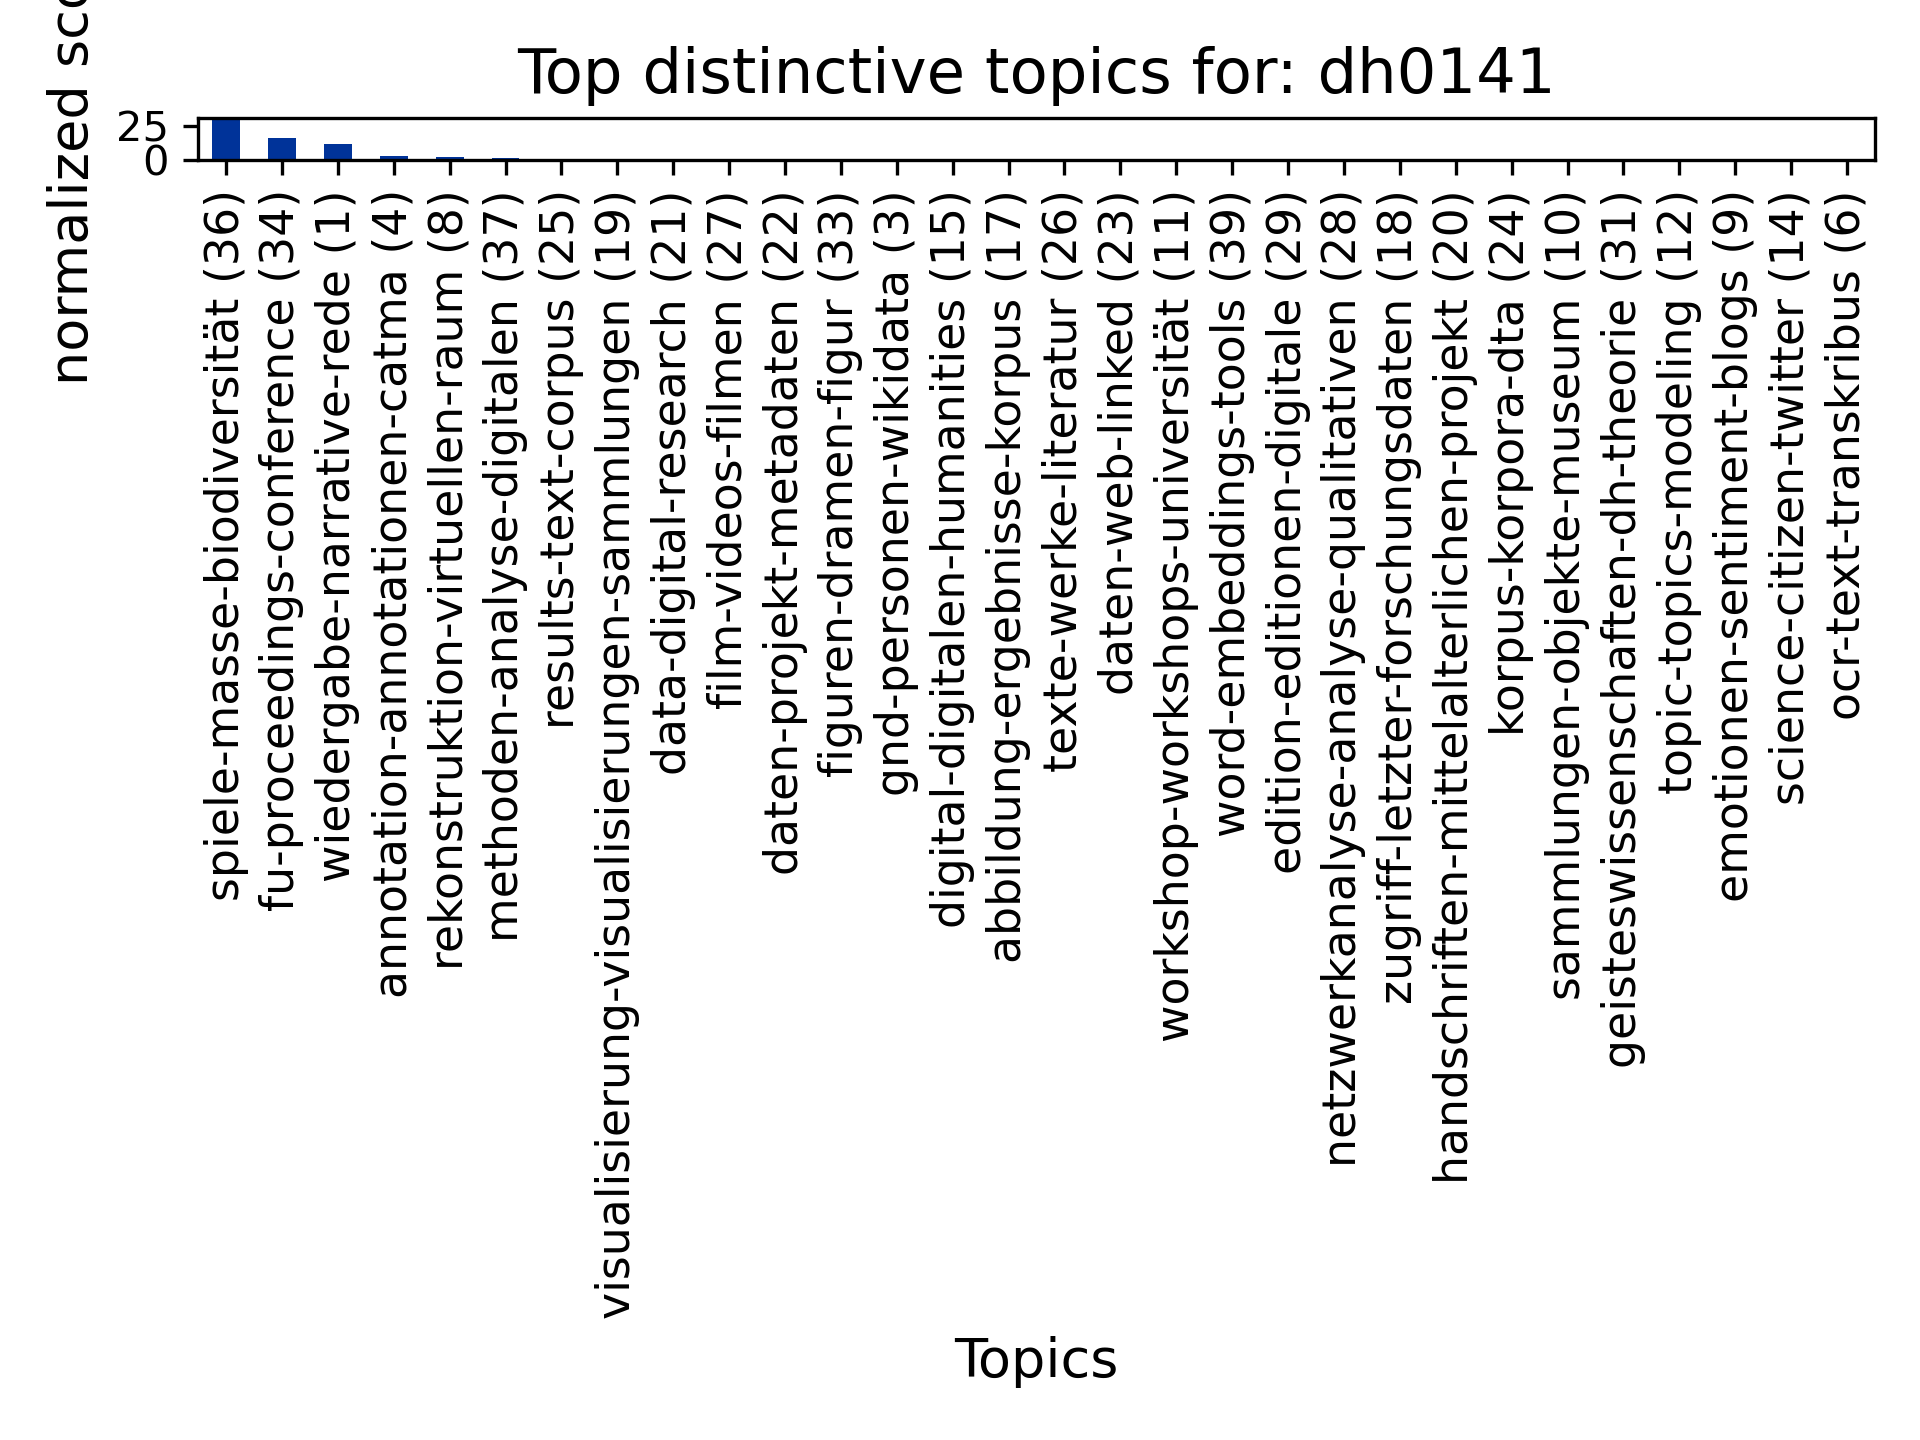 Top distinctive topics for: dh0141
normalized
25
0
spiele-masse-biodiversität (36)
fu-proceedings-conference (34)
wiedergabe-narrative-rede (1)
annotation-annotationen-catma (4)
rekonstruktion-virtuellen-raum (8)
methoden-analyse-digitalen (37)
results-text-corpus (25)
visualisierung-visualisierungen-sammlungen (19)
data-digital-research (21)
film-videos-filmen (27)
daten-projekt-metadaten (22)
figuren-dramen-figur (33)
gnd-personen-wikidata (3)
digital-digitalen-humanities (15)
abbildung-ergebnisse-korpus (17)
texte-werke-literatur (26)
daten-web-linked (23)
workshop-workshops-universität (11)
word-embeddings-tools (39)
edition-editionen-digitale (29)
netzwerkanalyse-analyse-qualitativen (28)
zugriff-letzter-forschungsdaten (18)
handschriften-mittelalterlichen-projekt (20)
korpus-korpora-dta (24)
sammlungen-objekte-museum (10)
geisteswissenschaften-dh-theorie (31)
topic-topics-modeling (12)
emotionen-sentiment-blogs (9)
science-citizen-twitter (14)
ocr-text-transkribus (6)
Topics